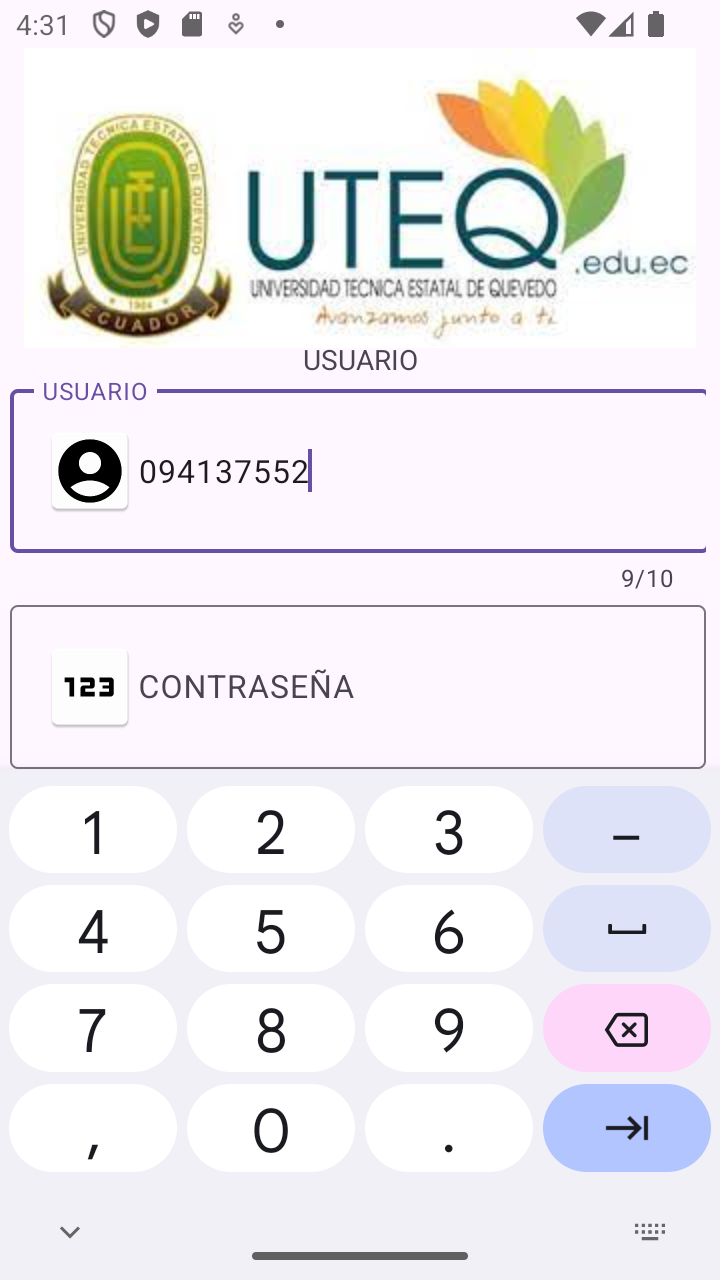 4:31
UNIVERSIDAD TECNICA ESTATAL DE QUEVEDO
1984
ECUADOR
UTEQ
.edu.ec
UNIVERSIDAD TECNICA ESTATAL DE QUEVEDO
Avanzamos junto a ti
USUARIO
USUARIO
094137552
9/10
123 CONTRASEÑA
1 2 3 –
4 5 6
7 8 9
, 0 .